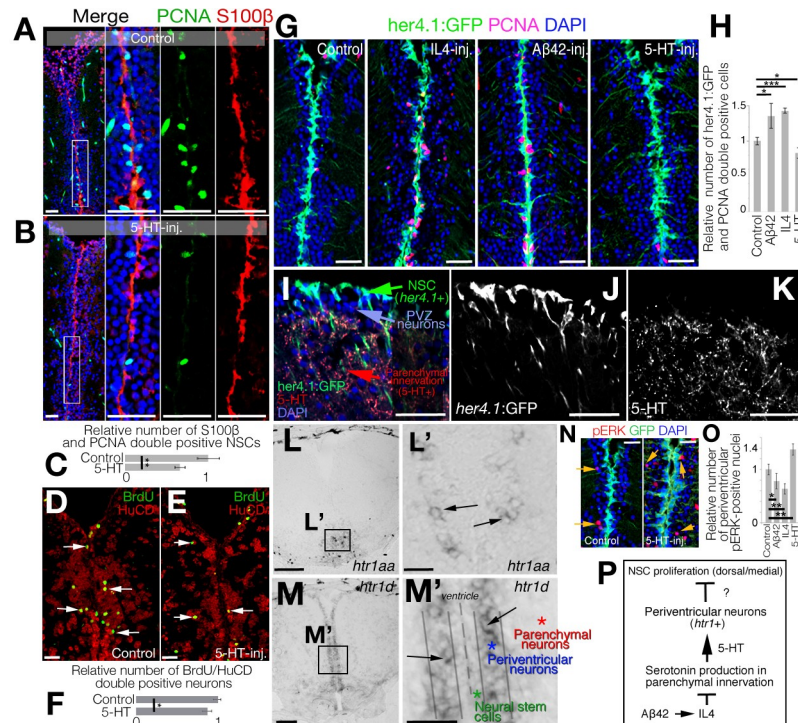 A
Merge PCNA S100β
Control
B
5-HT-inj.
C
Relative number of S100β
and PCNA double positive NSCs
Control
5-HT
**
0 1
D
BrdU
HuCD
Control
E
BrdU
HuCD
5-HT-inj.
F
Relative number of BrdU/HuCD
double positive neurons
Control
5-HT
*
0 1
G
her4.1:GFP PCNA DAPI
Control
IL4-inj.
Aβ42-inj.
5-HT-inj.
H
Relative number of her4.1:GFP
and PCNA double positive cells
*
***
*
1.5
1
0.5
0
Control
Aβ42
IL4
5-HT
I
NSC
(her4.1+)
PVZ
neurons
Parenchymal
innervation
(5-HT+)
her4.1:GFP
5-HT
DAPI
J
her4.1:GFP
K
5-HT
L
L'
htr1aa
L'
htr1aa
M
htr1d
M'
M'
htr1d
ventricle
* Parenchymal
neurons
* Periventricular
neurons
* Neural stem
cells
N
pERK GFP DAPI
Control
5-HT-inj.
O
Relative number
of periventricular
pERK-positive nuclei
1.5
1
0.5
0
*
**
**
Control
Aβ42
IL4
5-HT
P
NSC proliferation (dorsal/medial)
?
Periventricular neurons
(htr1+)
5-HT
Serotonin production in
parenchymal innervation
Aβ42 IL4